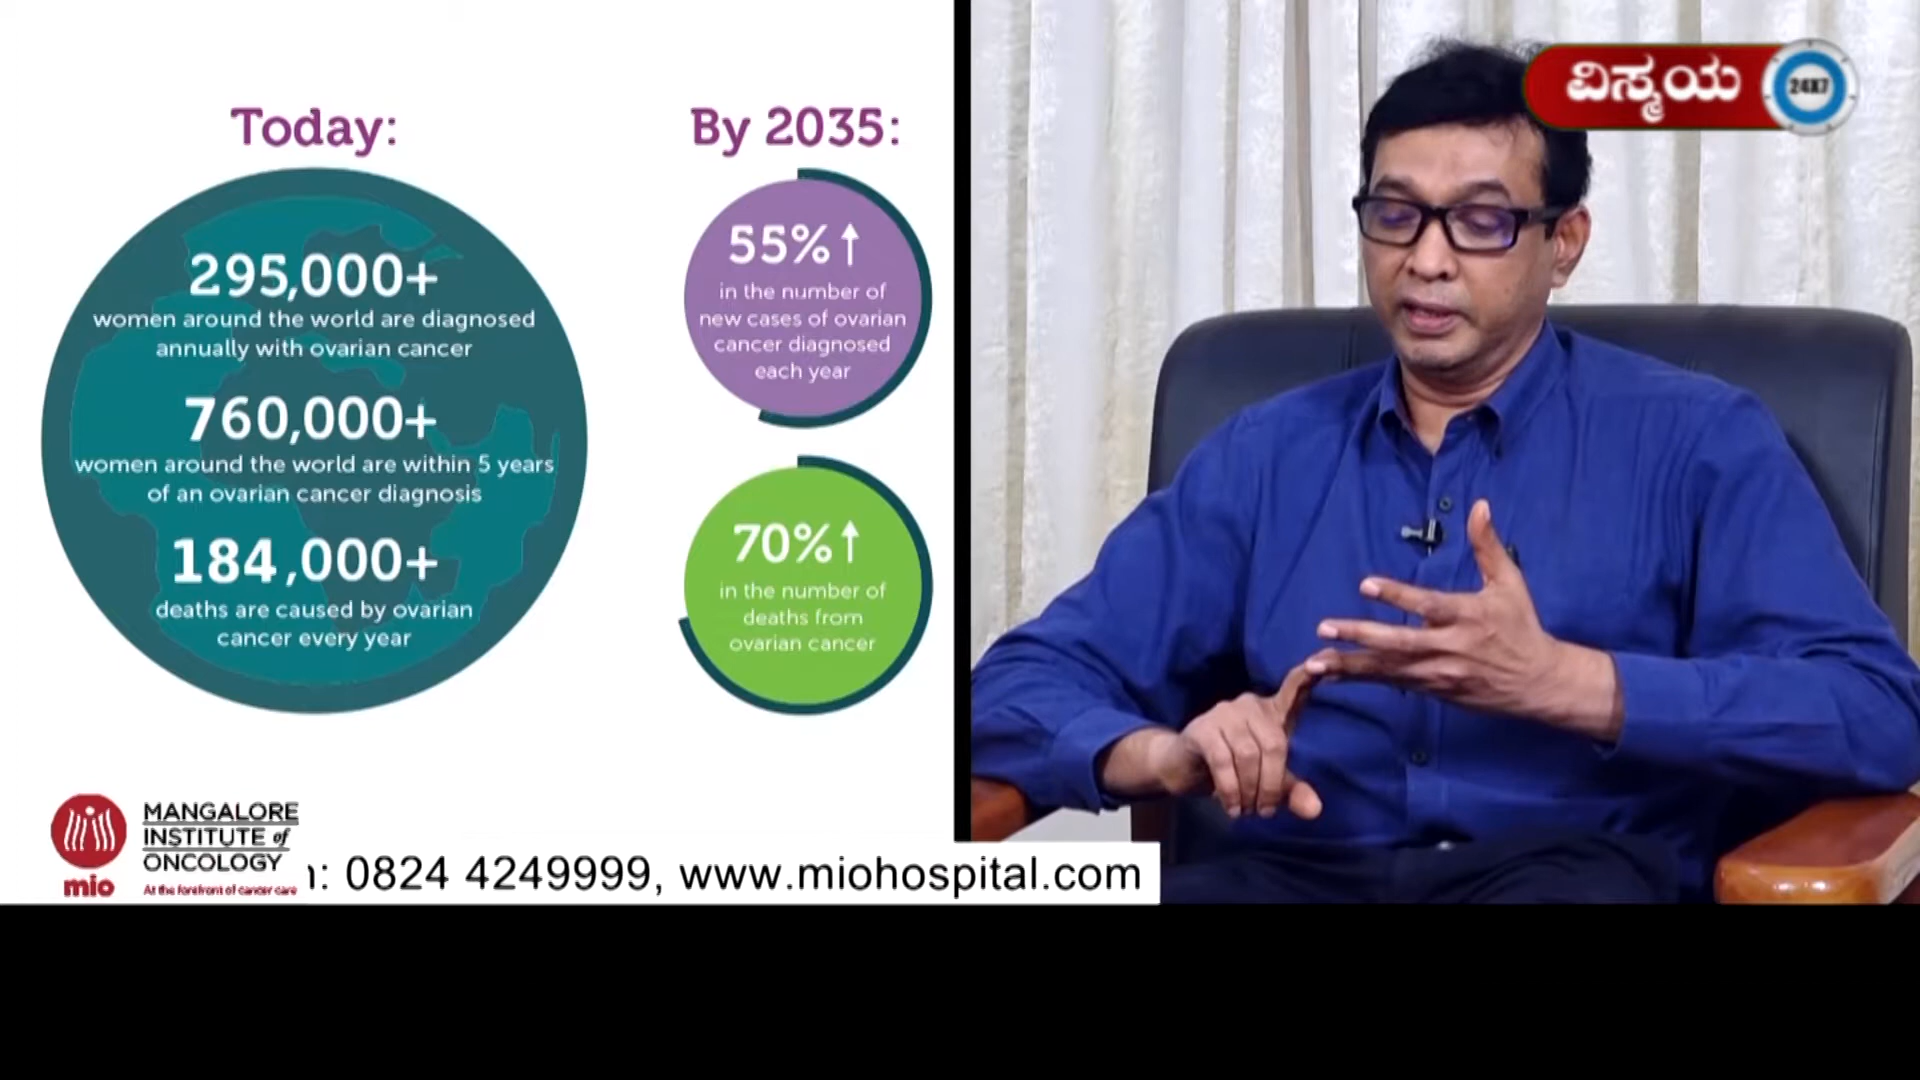 Today:
295,000+
women around the world are diagnosed
annually with ovarian cancer
760,000+
women around the world are within 5 years
of an ovarian cancer diagnosis
184,000+
deaths are caused by ovarian
cancer every year
By 2035:
55%↑
in the number of
new cases of ovarian
cancer diagnosed
each year
70%↑
in the number of
deaths from
ovarian cancer
ವಿಸ್ಮಯ
24X7
mio
MANGALORE
INSTITUTE of
ONCOLOGY
At the forefront of cancer care
: 0824 4249999, www.miohospital.com